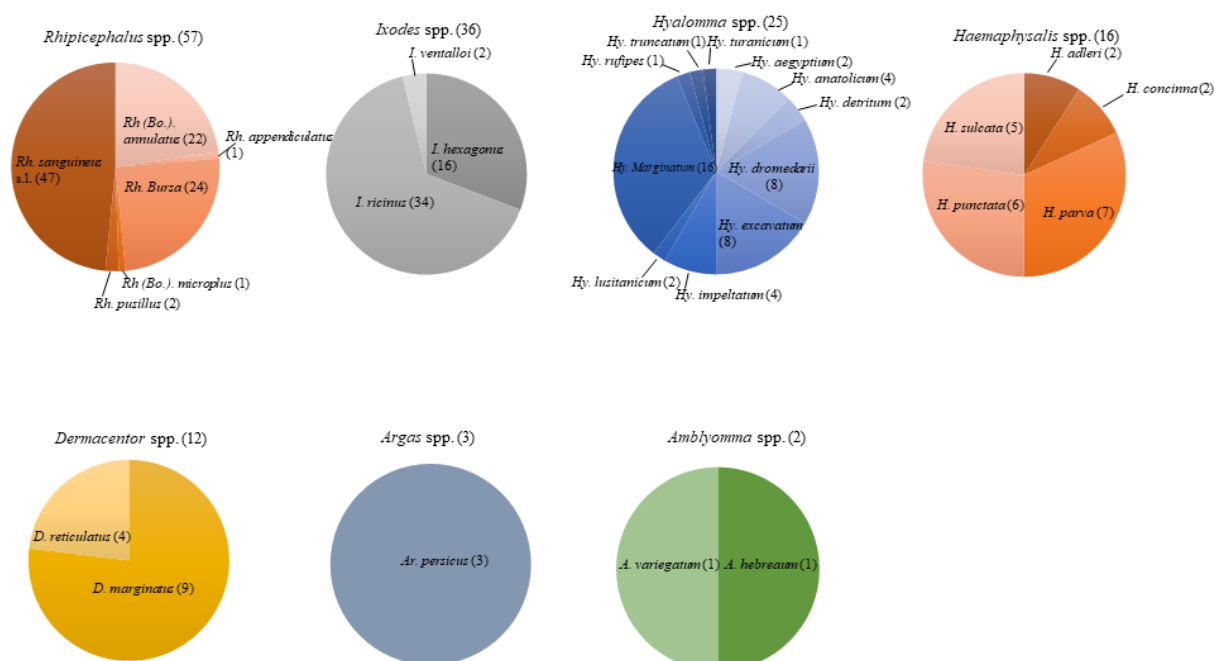 Rhipicephalus spp. (57)
Rh (Bo.). annulatus (22)
Rh. appendiculatus (1)
Rh. sanguineus s.l. (47)
Rh. Bursa (24)
Rh (Bo.). microplus (1)
Rh. pusillus (2)
Ixodes spp. (36)
I. ventalloi (2)
I. hexagonus (16)
I. ricinus (34)
Hyalomma spp. (25)
Hy. truncatum (1)
Hy. turanicum (1)
Hy. rufipes (1)
Hy. aegyptium (2)
Hy. anatolicum (4)
Hy. detritum (2)
Hy. Marginatum (16)
Hy. dromedarii (8)
Hy. excavatum (8)
Hy. lusitanicum (2)
Hy. impeltatum (4)
Haemaphysalis spp. (16)
H. adleri (2)
H. concinna (2)
H. sulcata (5)
H. punctata (6)
H. parva (7)
Dermacentor spp. (12)
D. reticulatus (4)
D. marginatus (9)
Argas spp. (3)
Ar. persicus (3)
Amblyomma spp. (2)
A. variegatum (1)
A. hebreaum (1)